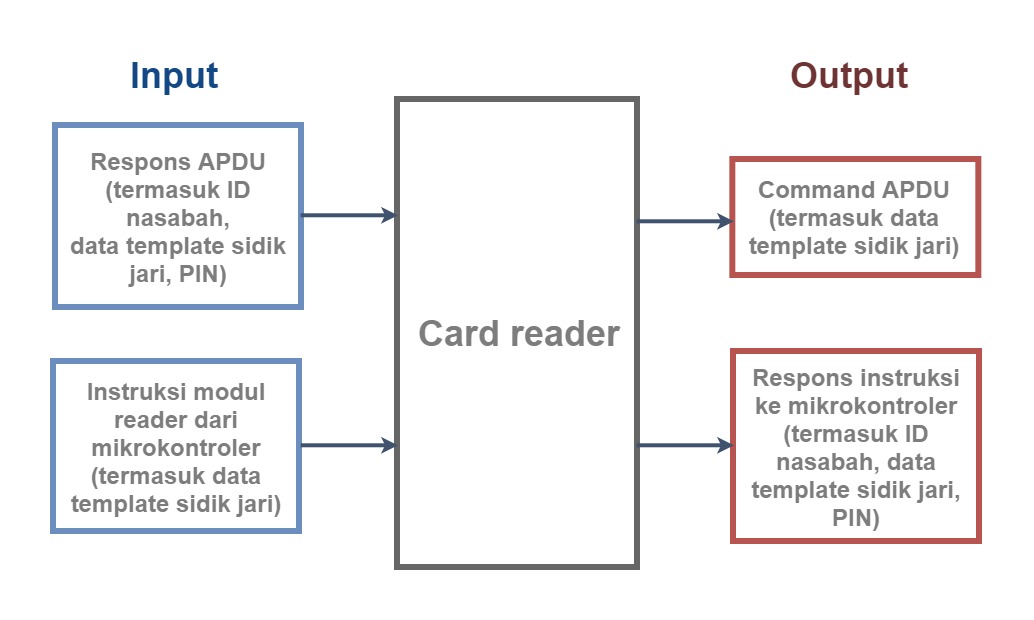 Input
Respons APDU
(termasuk ID
nasabah,
data template sidik
jari, PIN)
Instruksi modul
reader dari
mikrokontroler
(termasuk data
template sidik jari)
Card reader
Output
Command APDU
(termasuk data
template sidik jari)
Respons instruksi
ke mikrokontroler
(termasuk ID
nasabah, data
template sidik jari,
PIN)